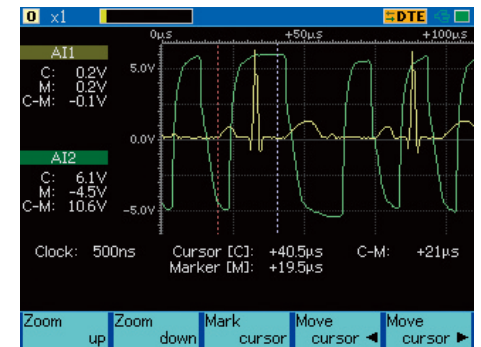 0 x1 DTE
0µs +50µs +100µs
AI1
5.0V
C: 0.2V
M: 0.2V
C-M: -0.1V
0.0V
AI2
C: 6.1V
M: -4.5V
C-M: 10.6V
-5.0V
Clock: 500ns Cursor [C]: +40.5µs C-M: +21µs
Marker [M]: +19.5µs
Zoom up Zoom down Mark cursor Move cursor ◀ Move cursor ▶